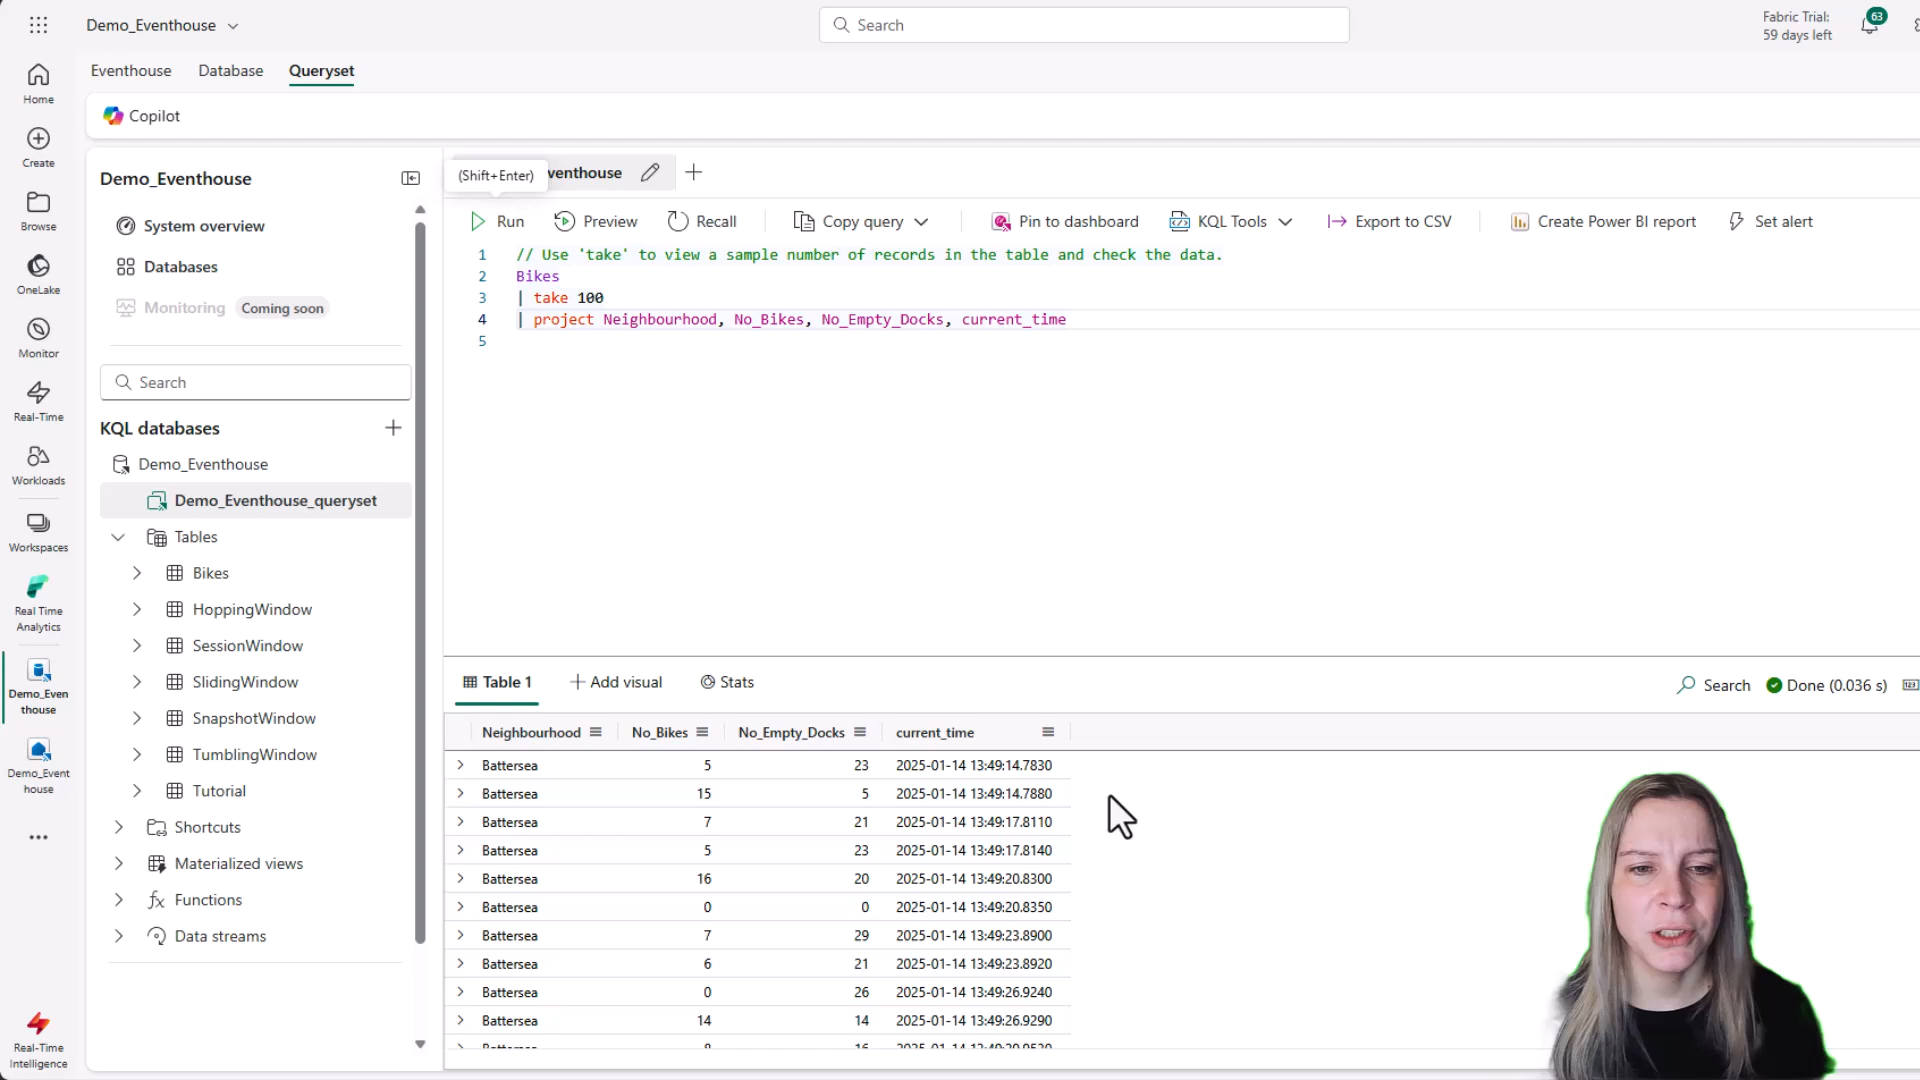 Demo_Eventhouse
Search
Fabric Trial:
59 days left
63
Eventhouse Database Queryset
Copilot
Home
Create
Browse
OneLake
Monitor
Real-Time
Workloads
Workspaces
Real Time
Analytics
Demo_Even
thouse
Demo_Event
house
Real-Time
Intelligence
Demo_Eventhouse
System overview
Databases
Monitoring Coming soon
Search
KQL databases
Demo_Eventhouse
Demo_Eventhouse_queryset
Tables
Bikes
HoppingWindow
SessionWindow
SlidingWindow
SnapshotWindow
TumblingWindow
Tutorial
Shortcuts
Materialized views
Functions
Data streams
(Shift+Enter) venthouse
Run Preview Recall Copy query Pin to dashboard KQL Tools Export to CSV Create Power BI report Set alert
1 // Use 'take' to view a sample number of records in the table and check the data.
2 Bikes
3 | take 100
4 | project Neighbourhood, No_Bikes, No_Empty_Docks, current_time
5
Table 1 Add visual Stats Search Done (0.036 s)
Neighbourhood No_Bikes No_Empty_Docks current_time
Battersea 5 23 2025-01-14 13:49:14.7830
Battersea 15 5 2025-01-14 13:49:14.7880
Battersea 7 21 2025-01-14 13:49:17.8110
Battersea 5 23 2025-01-14 13:49:17.8140
Battersea 16 20 2025-01-14 13:49:20.8300
Battersea 0 0 2025-01-14 13:49:20.8350
Battersea 7 29 2025-01-14 13:49:23.8900
Battersea 6 21 2025-01-14 13:49:23.8920
Battersea 0 26 2025-01-14 13:49:26.9240
Battersea 14 14 2025-01-14 13:49:26.9290